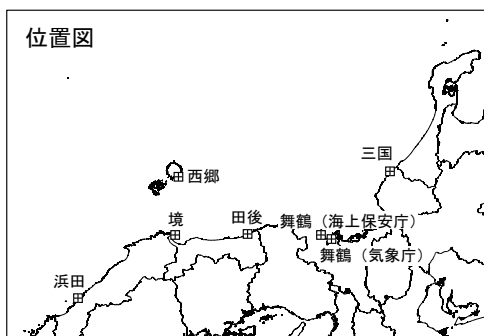 位置図
三国
西郷
境
田後
舞鶴（海上保安庁）
舞鶴（気象庁）
浜田